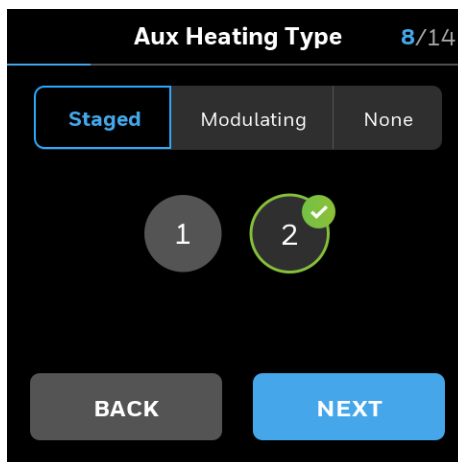 Aux Heating Type 8/14
Staged Modulating None
1 2
BACK NEXT